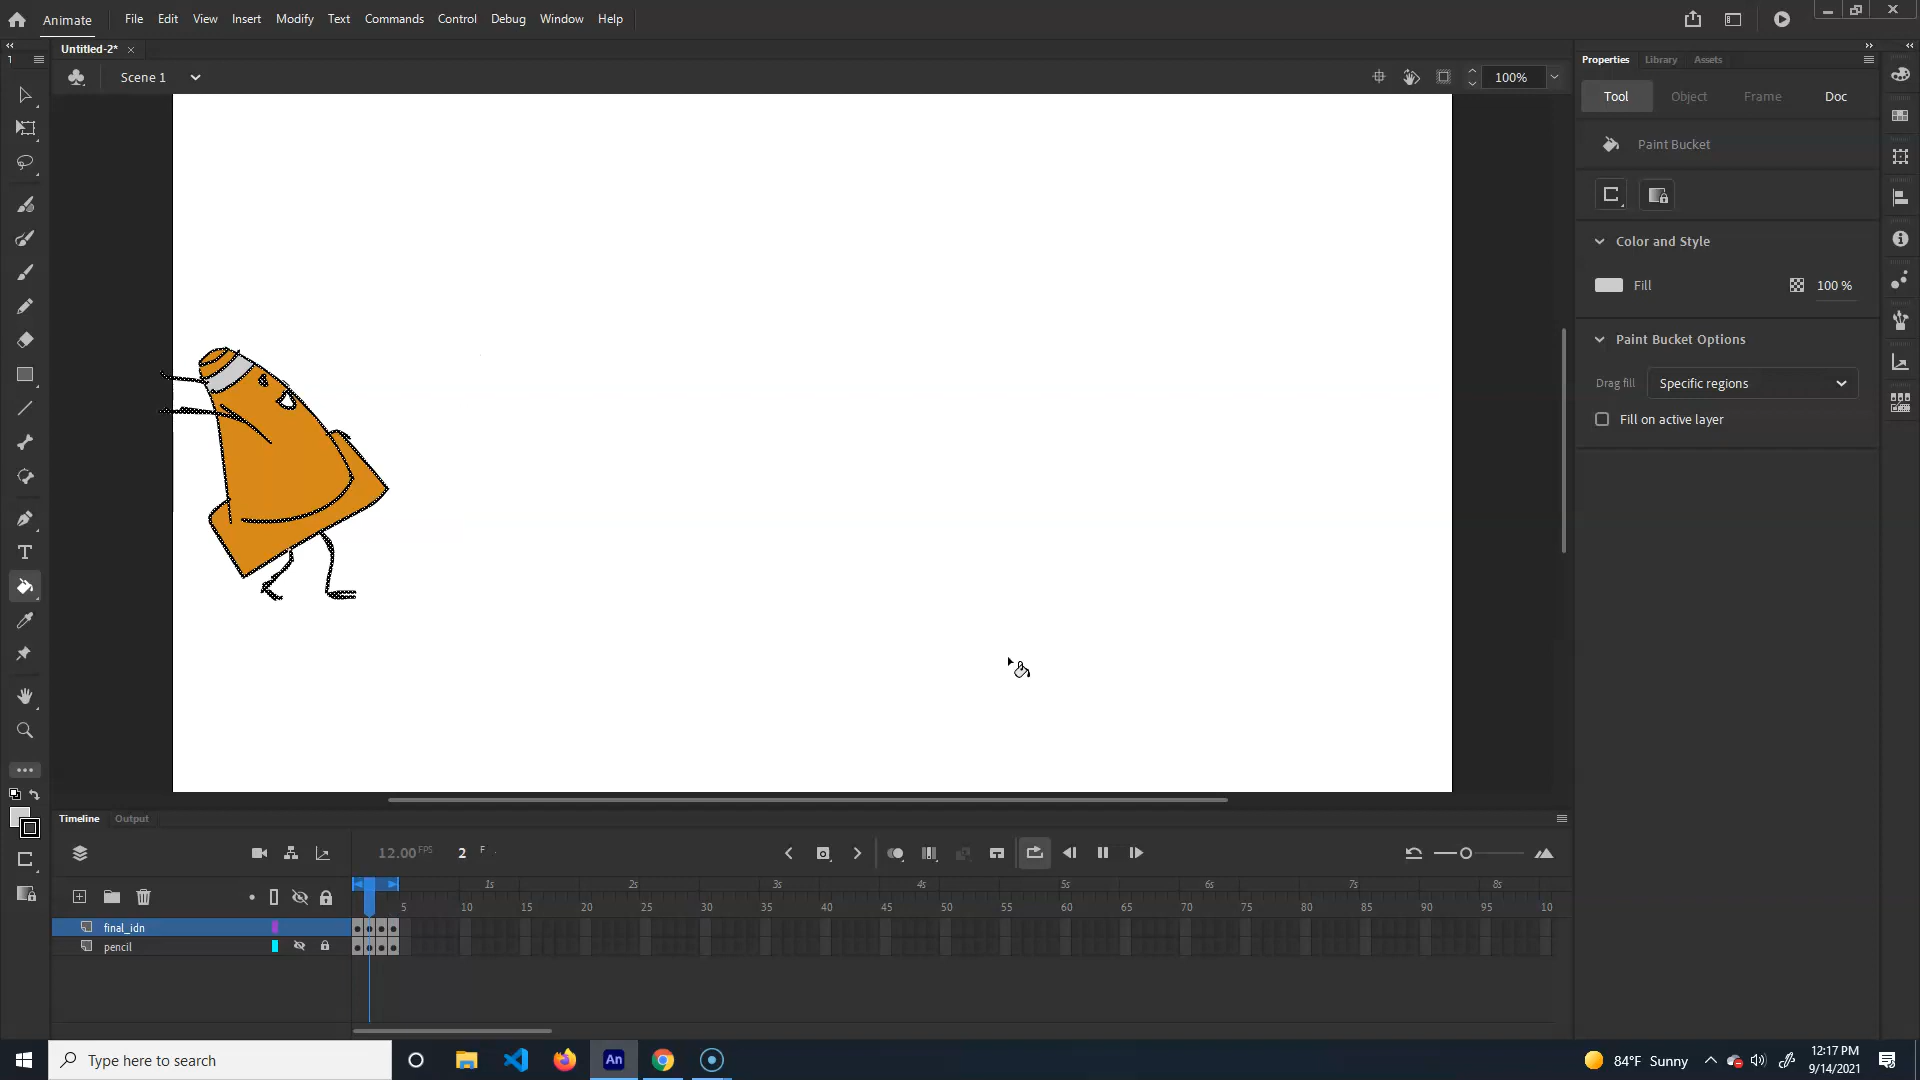 Animate File Edit View Insert Modify Text Commands Control Debug Window Help
Untitled-2*
1
Scene 1
100%
Properties Library Assets
Tool Object Frame Doc
Paint Bucket
Color and Style
Fill 100 %
Paint Bucket Options
Drag fill Specific regions
Fill on active layer
Timeline Output
12.00 FPS 2 F
1s 2s 3s 4s 5s 6s 7s 8s
5 10 15 20 25 30 35 40 45 50 55 60 65 70 75 80 85 90 95 10
final_idn
pencil
Type here to search
An
84°F Sunny
12:17 PM
9/14/2021